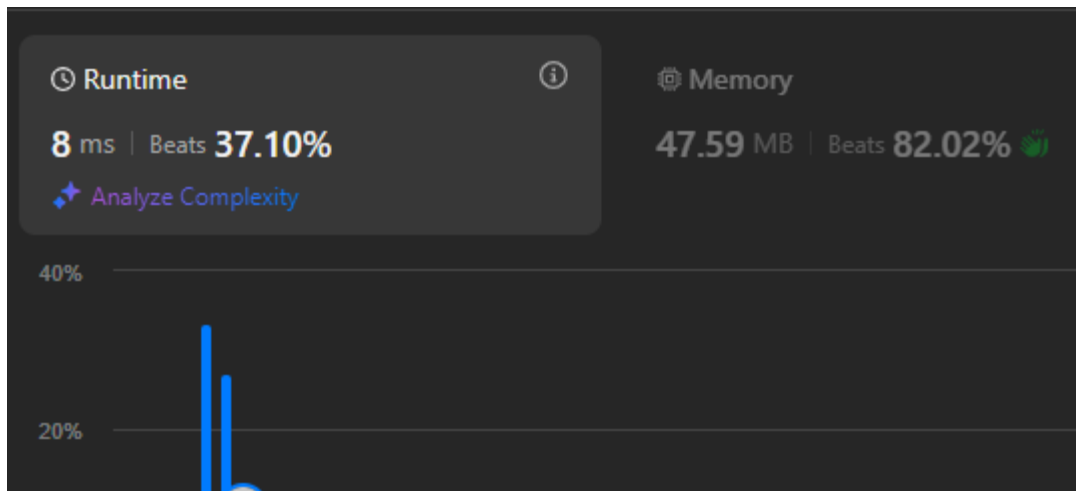 Runtime
8 ms | Beats 37.10%
Analyze Complexity
Memory
47.59 MB | Beats 82.02%
40%
20%